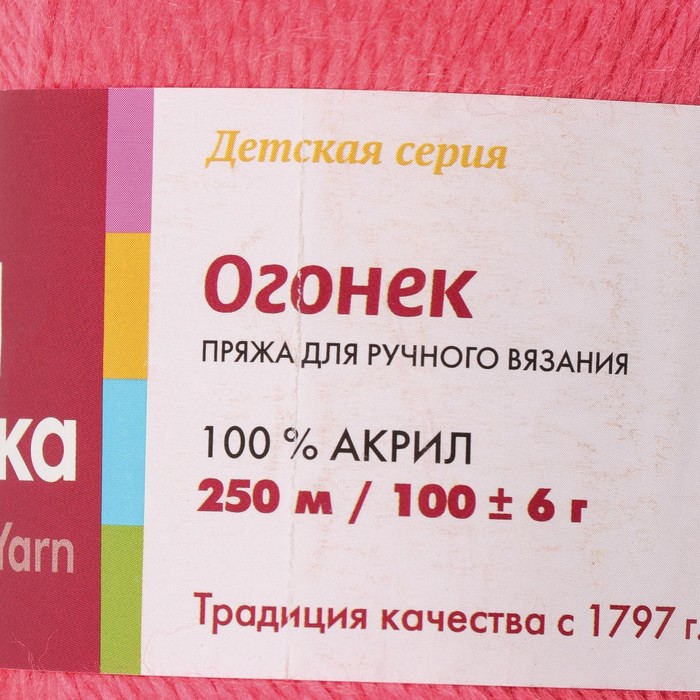 Детская серия
Огонек
ПРЯЖА ДЛЯ РУЧНОГО ВЯЗАНИЯ
100 % АКРИЛ
250 м / 100 ± 6 г
Традиция качества с 1797 г.
ка
Yarn